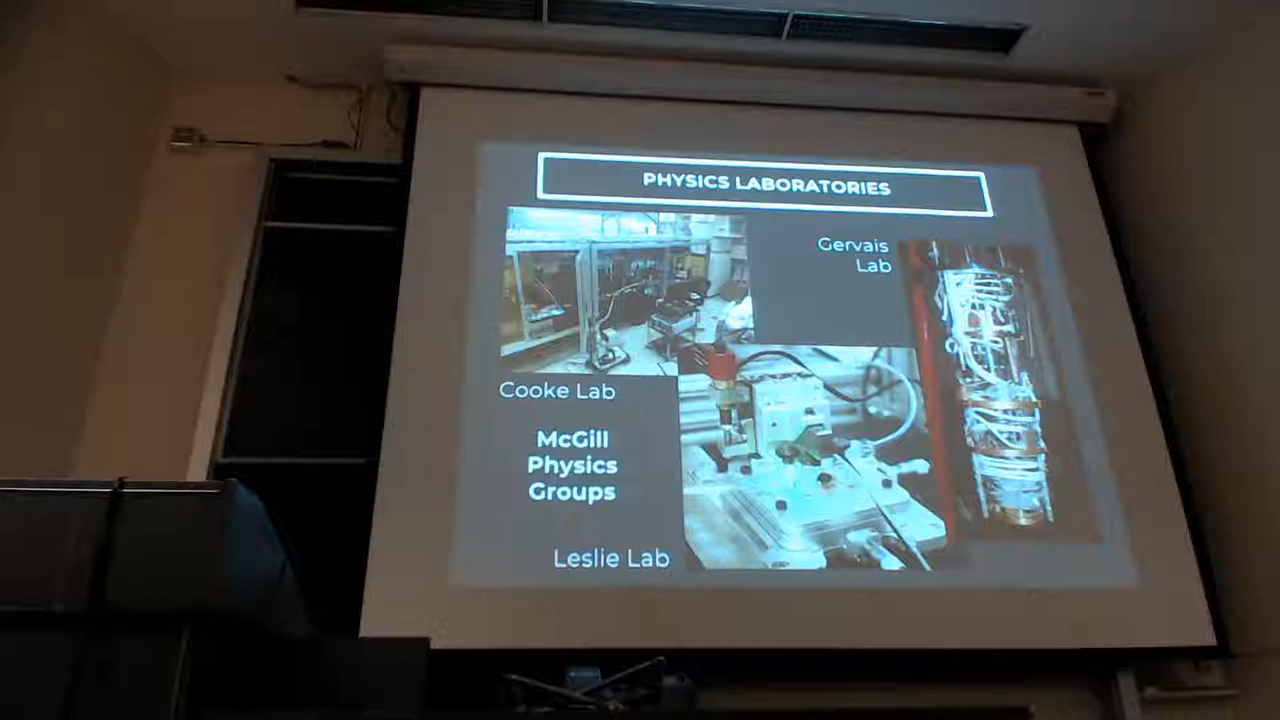 PHYSICS LABORATORIES
Gervais
Lab
Cooke Lab
McGill
Physics
Groups
Leslie Lab